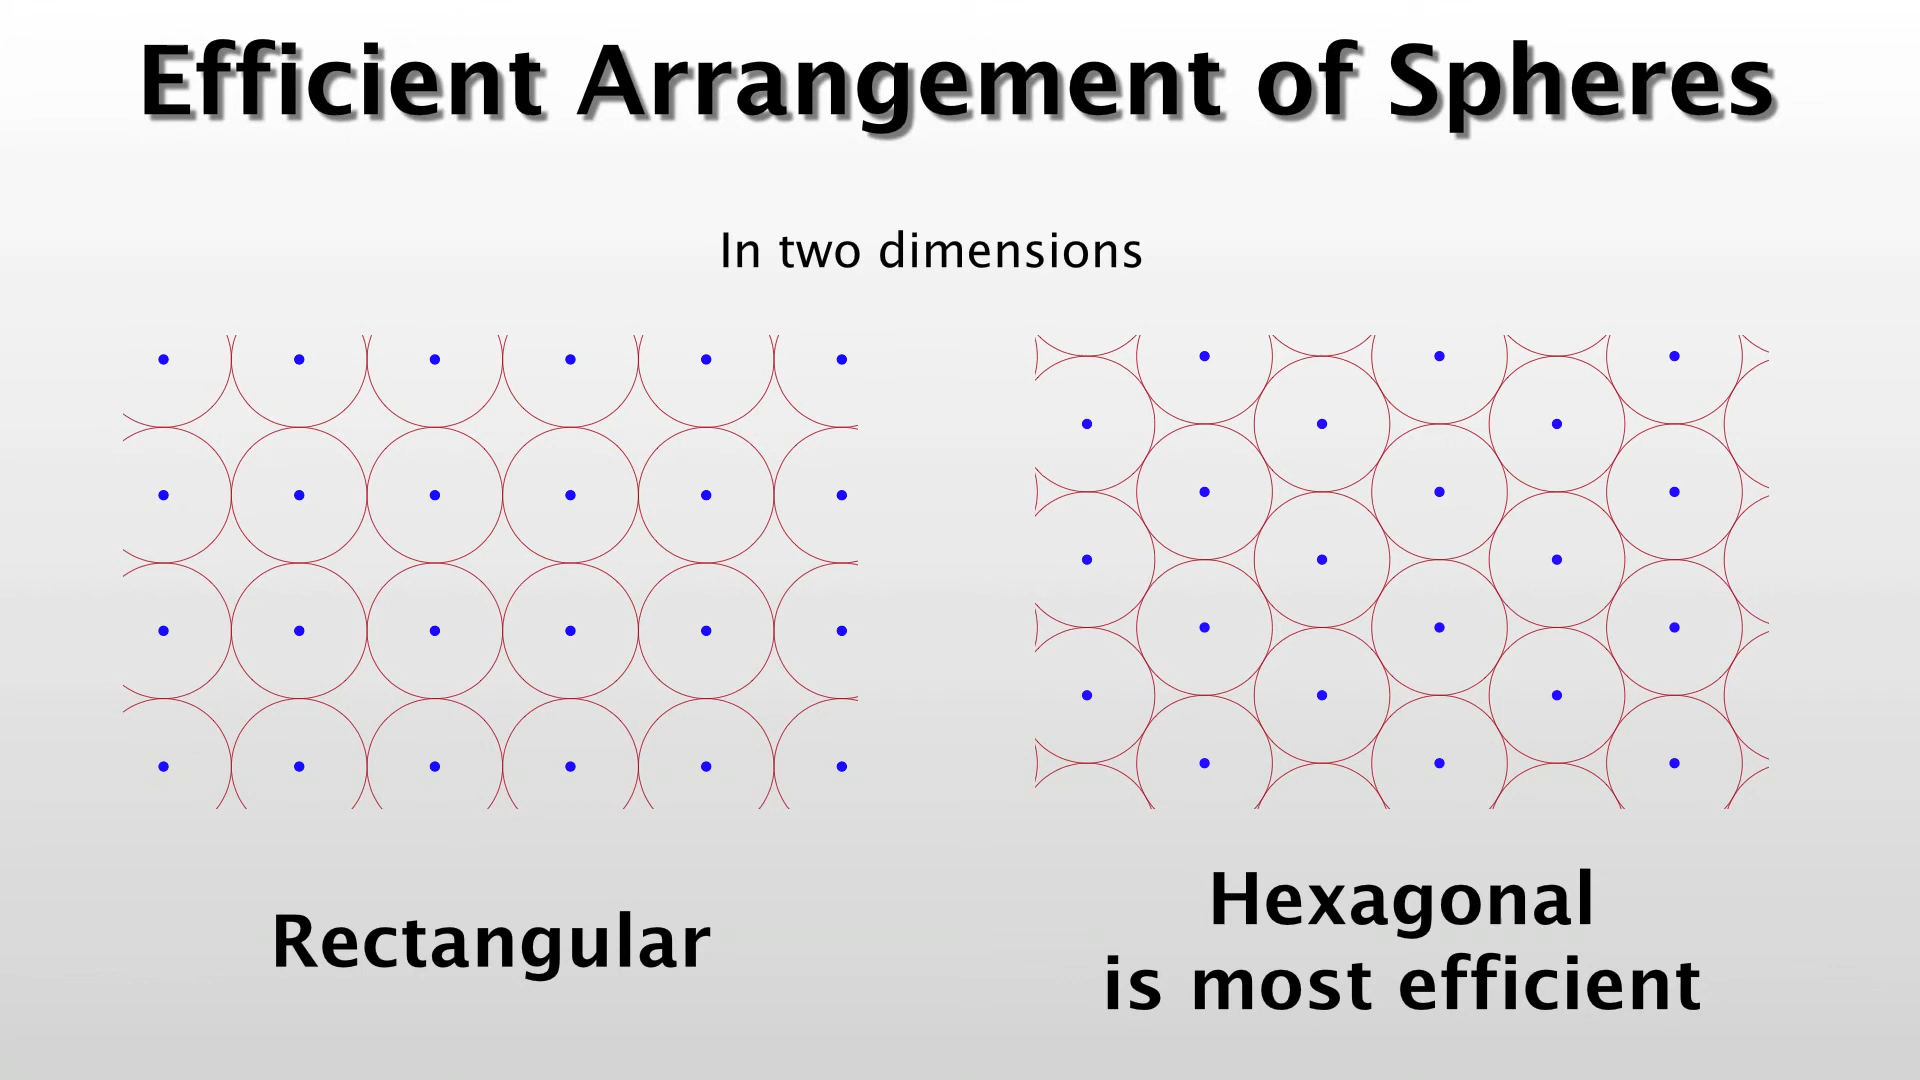 Efficient Arrangement of Spheres
In two dimensions
Rectangular
Hexagonal
is most efficient